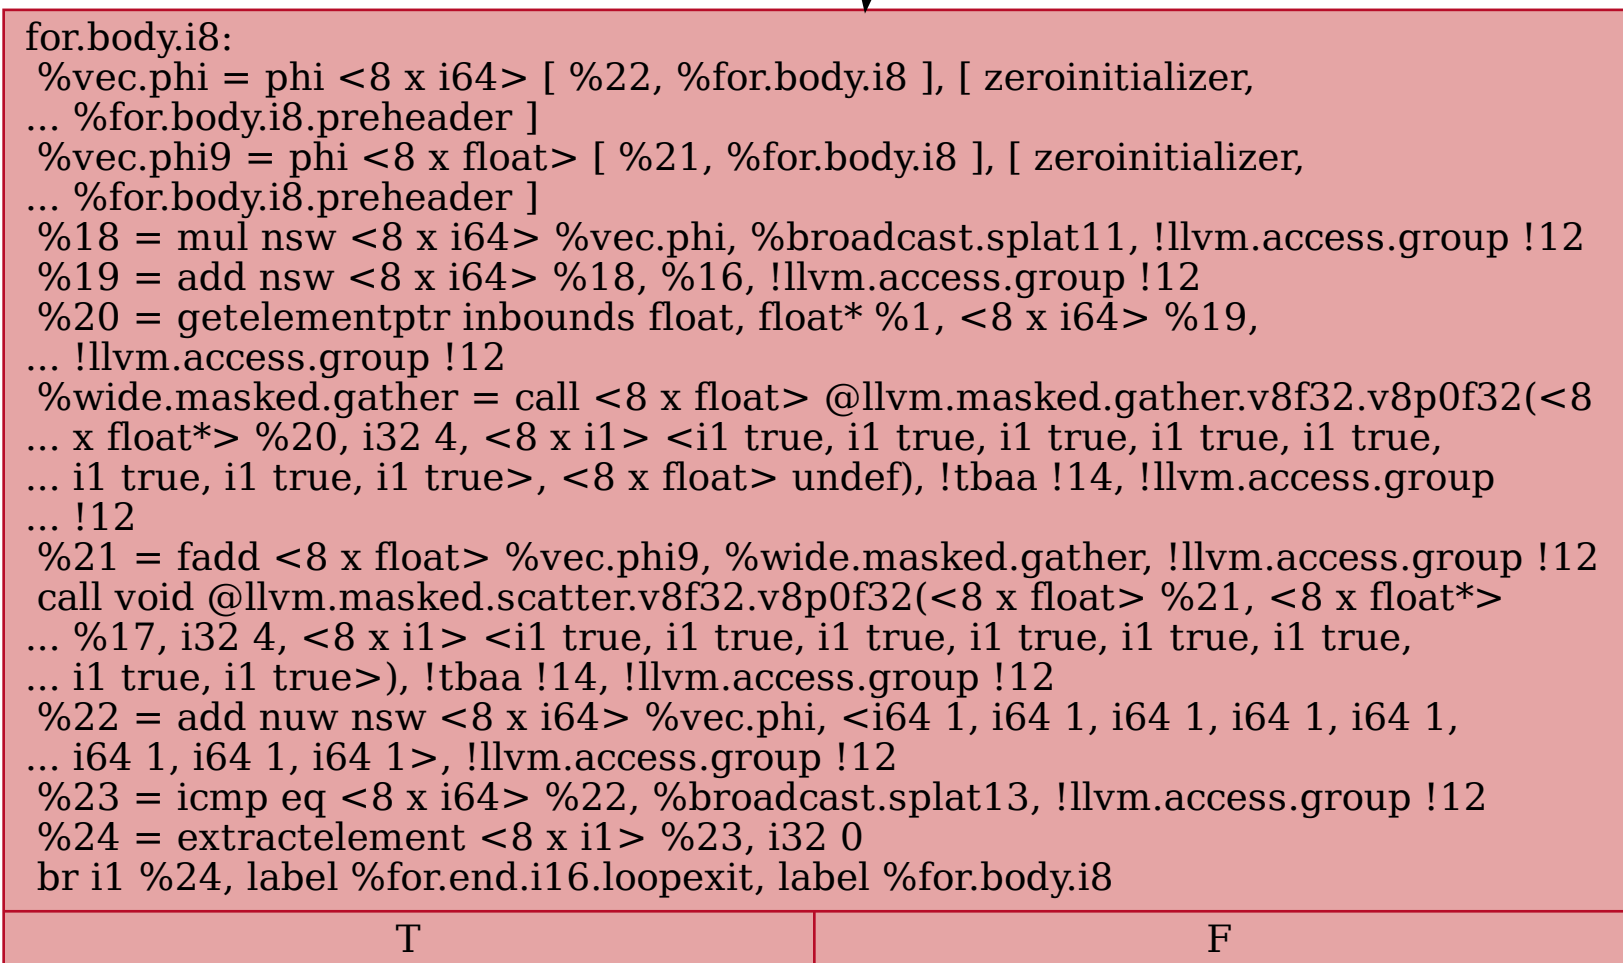 for.body.i8:
%vec.phi = phi <8 x i64> [ %22, %for.body.i8 ], [ zeroinitializer,
... %for.body.i8.preheader ]
%vec.phi9 = phi <8 x float> [ %21, %for.body.i8 ], [ zeroinitializer,
... %for.body.i8.preheader ]
%18 = mul nsw <8 x i64> %vec.phi, %broadcast.splat11, !llvm.access.group !12
%19 = add nsw <8 x i64> %18, %16, !llvm.access.group !12
%20 = getelementptr inbounds float, float* %1, <8 x i64> %19,
... !llvm.access.group !12
%wide.masked.gather = call <8 x float> @llvm.masked.gather.v8f32.v8p0f32(<8
... x float*> %20, i32 4, <8 x i1> <i1 true, i1 true, i1 true, i1 true, i1 true,
... i1 true, i1 true, i1 true>, <8 x float> undef), !tbaa !14, !llvm.access.group
... !12
%21 = fadd <8 x float> %vec.phi9, %wide.masked.gather, !llvm.access.group !12
call void @llvm.masked.scatter.v8f32.v8p0f32(<8 x float> %21, <8 x float*>
... %17, i32 4, <8 x i1> <i1 true, i1 true, i1 true, i1 true, i1 true, i1 true,
... i1 true, i1 true>), !tbaa !14, !llvm.access.group !12
%22 = add nuw nsw <8 x i64> %vec.phi, <i64 1, i64 1, i64 1, i64 1, i64 1,
... i64 1, i64 1, i64 1>, !llvm.access.group !12
%23 = icmp eq <8 x i64> %22, %broadcast.splat13, !llvm.access.group !12
%24 = extractelement <8 x i1> %23, i32 0
br i1 %24, label %for.end.i16.loopexit, label %for.body.i8
T
F